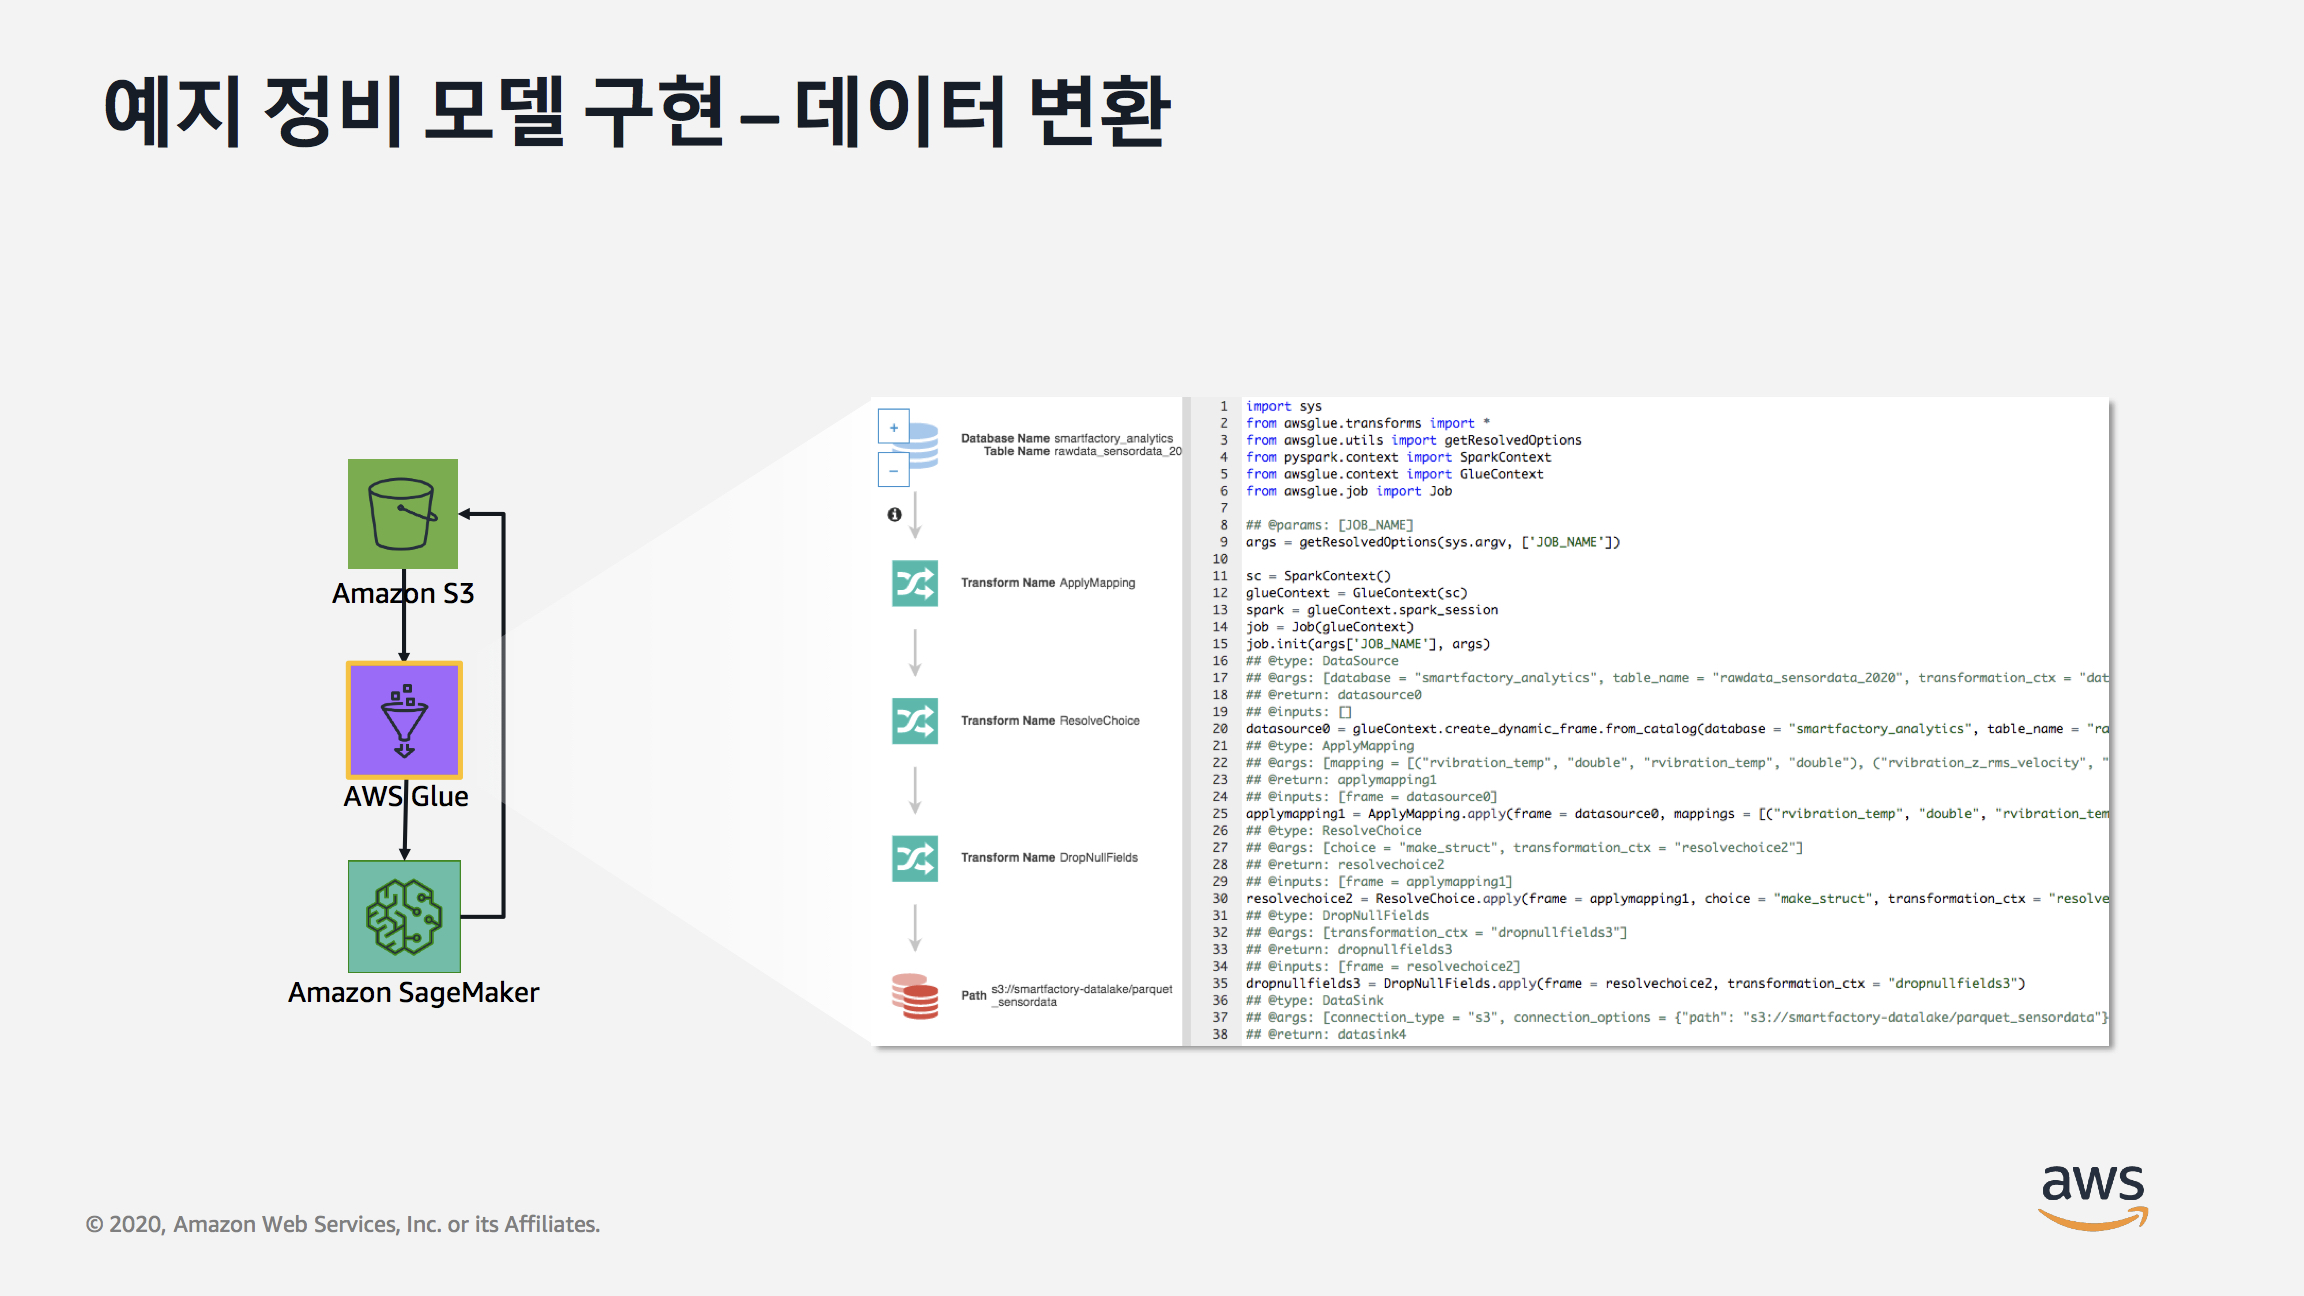 예지 정비 모델 구현 – 데이터 변환
Amazon S3
AWS Glue
Amazon SageMaker
+
−
Database Name smartfactory_analytics
Table Name rawdata_sensordata_20
Transform Name ApplyMapping
Transform Name ResolveChoice
Transform Name DropNullFields
Path s3://smartfactory-datalake/parquet
_sensordata
1 import sys
2 from awsglue.transforms import *
3 from awsglue.utils import getResolvedOptions
4 from pyspark.context import SparkContext
5 from awsglue.context import GlueContext
6 from awsglue.job import Job
7
8 ## @params: [JOB_NAME]
9 args = getResolvedOptions(sys.argv, ['JOB_NAME'])
10
11 sc = SparkContext()
12 glueContext = GlueContext(sc)
13 spark = glueContext.spark_session
14 job = Job(glueContext)
15 job.init(args['JOB_NAME'], args)
16 ## @type: DataSource
17 ## @args: [database = "smartfactory_analytics", table_name = "rawdata_sensordata_2020", transformation_ctx = "dat
18 ## @return: datasource0
19 ## @inputs: []
20 datasource0 = glueContext.create_dynamic_frame.from_catalog(database = "smartfactory_analytics", table_name = "ra
21 ## @type: ApplyMapping
22 ## @args: [mapping = [("rvibration_temp", "double", "rvibration_temp", "double"), ("rvibration_z_rms_velocity", "
23 ## @return: applymapping1
24 ## @inputs: [frame = datasource0]
25 applymapping1 = ApplyMapping.apply(frame = datasource0, mappings = [("rvibration_temp", "double", "rvibration_tem
26 ## @type: ResolveChoice
27 ## @args: [choice = "make_struct", transformation_ctx = "resolvechoice2"]
28 ## @return: resolvechoice2
29 ## @inputs: [frame = applymapping1]
30 resolvechoice2 = ResolveChoice.apply(frame = applymapping1, choice = "make_struct", transformation_ctx = "resolve
31 ## @type: DropNullFields
32 ## @args: [transformation_ctx = "dropnullfields3"]
33 ## @return: dropnullfields3
34 ## @inputs: [frame = resolvechoice2]
35 dropnullfields3 = DropNullFields.apply(frame = resolvechoice2, transformation_ctx = "dropnullfields3")
36 ## @type: DataSink
37 ## @args: [connection_type = "s3", connection_options = {"path": "s3://smartfactory-datalake/parquet_sensordata"}
38 ## @return: datasink4
© 2020, Amazon Web Services, Inc. or its Affiliates.
aws